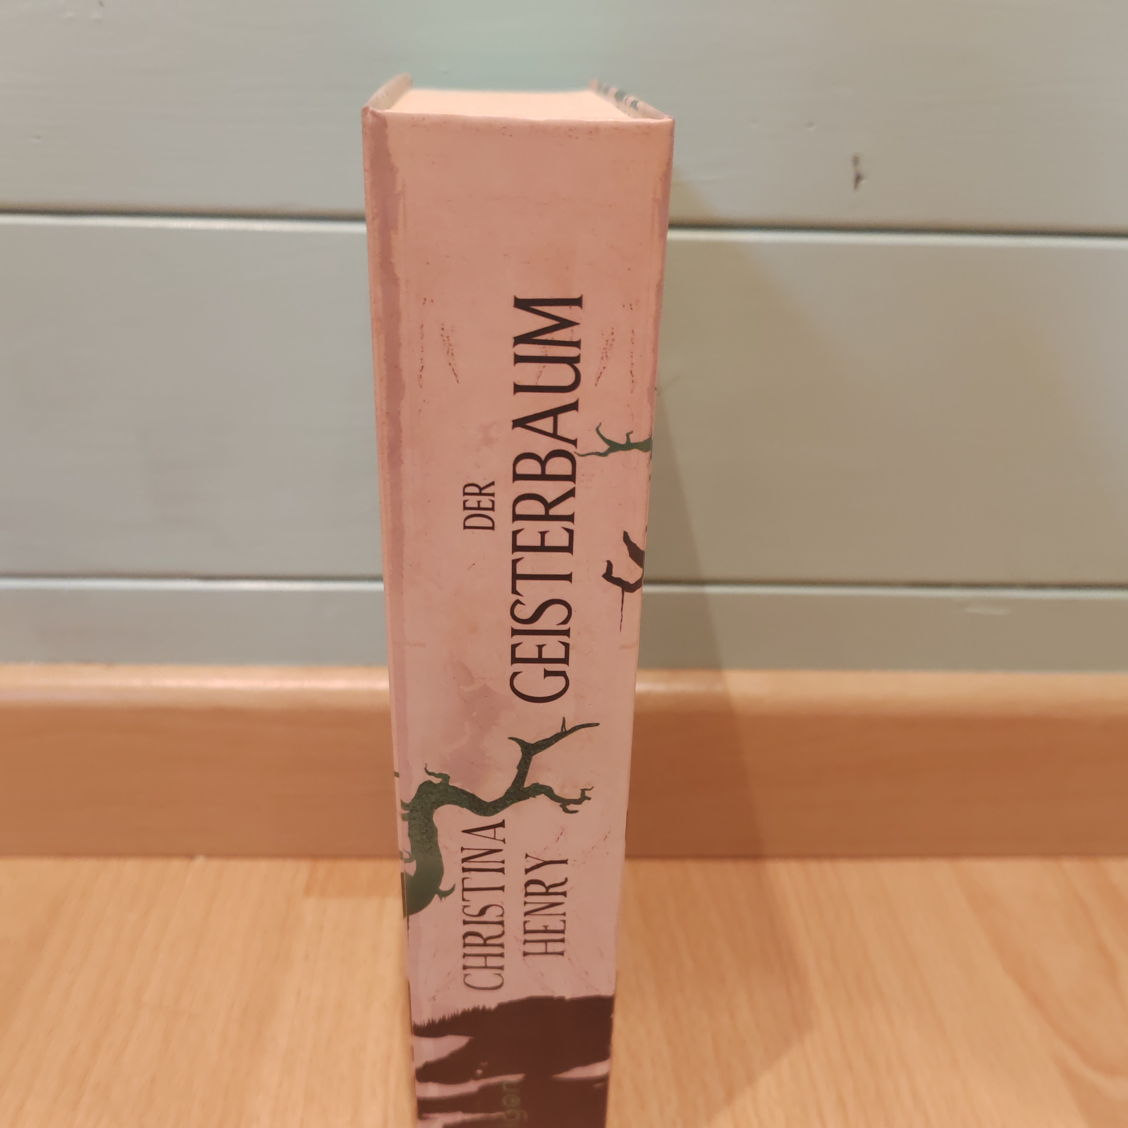 CHRISTINA
HENRY
DER
GEISTERBAUM